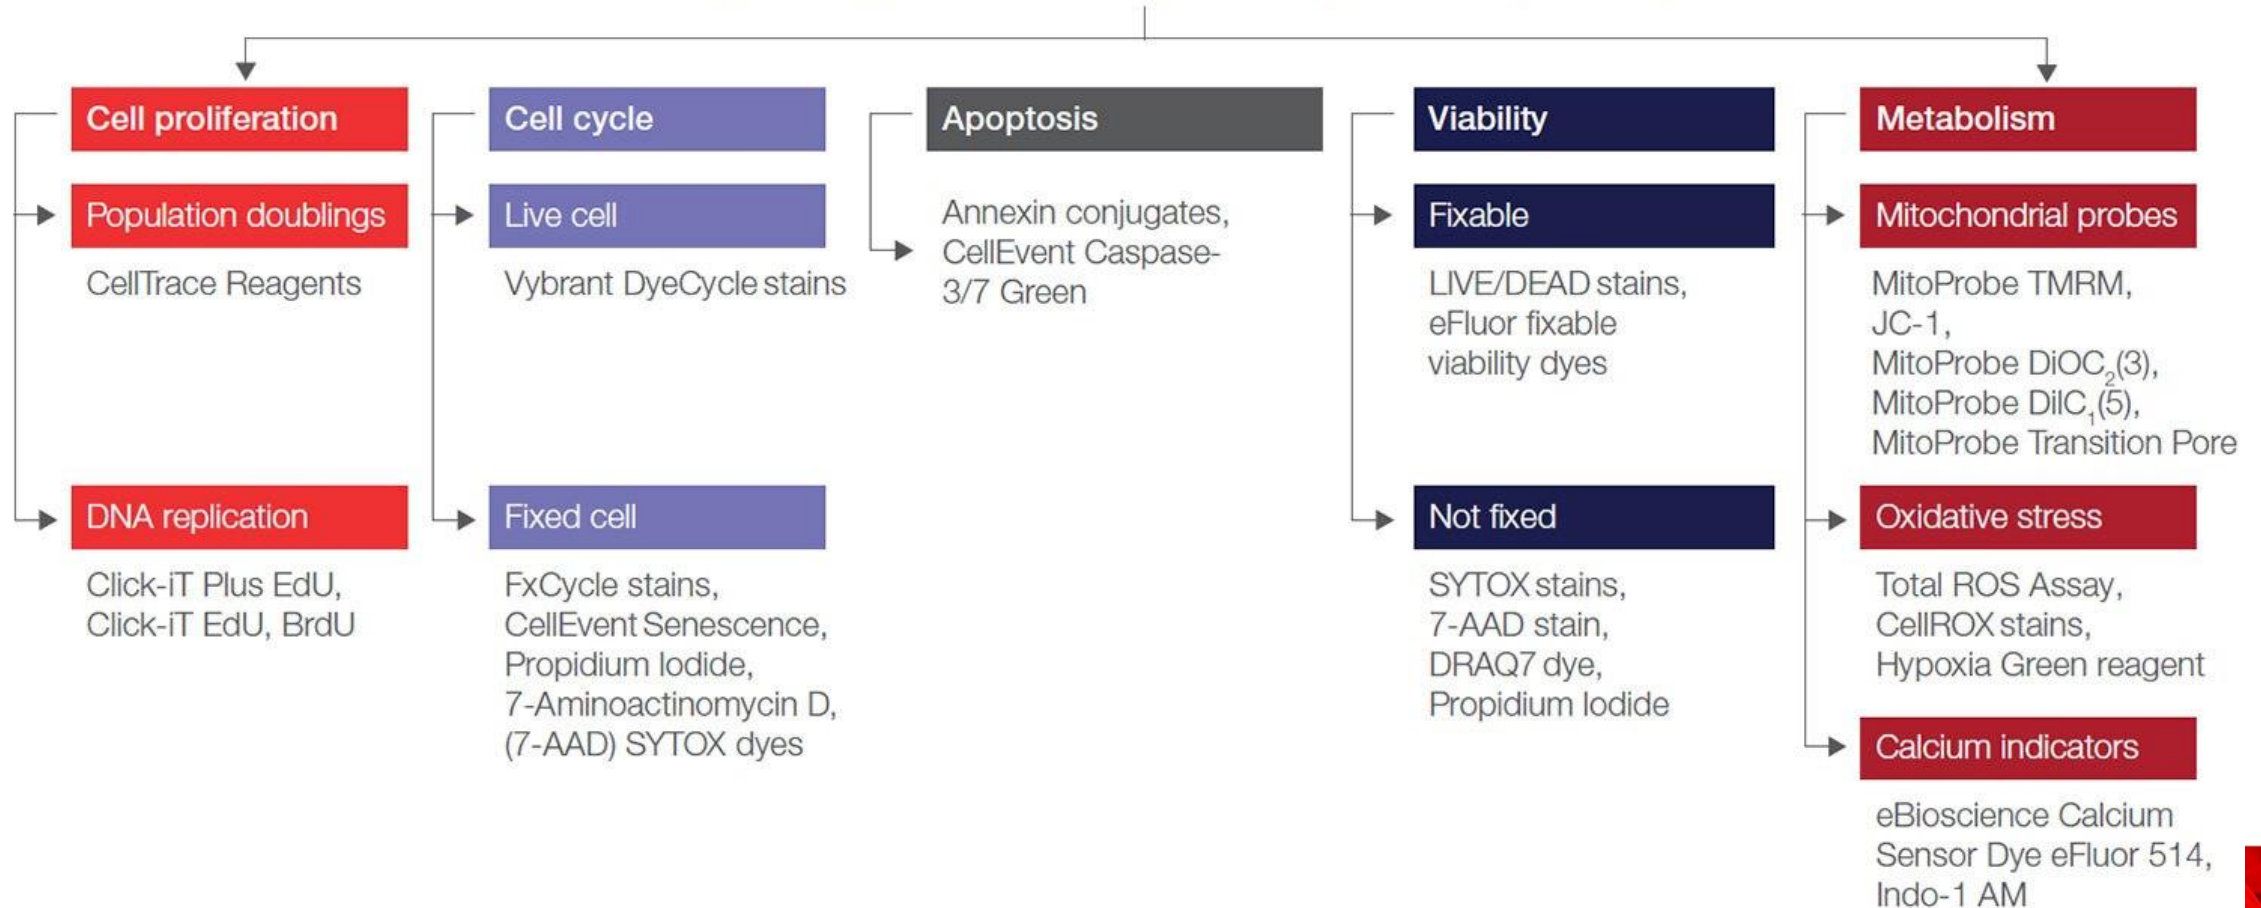 Cell proliferation
Population doublings
CellTrace Reagents
DNA replication
Click-iT Plus EdU,
Click-iT EdU, BrdU
Cell cycle
Live cell
Vybrant DyeCycle stains
Fixed cell
FxCycle stains,
CellEvent Senescence,
Propidium Iodide,
7-Aminoactinomycin D,
(7-AAD) SYTOX dyes
Apoptosis
Annexin conjugates,
CellEvent Caspase-
3/7 Green
Viability
Fixable
LIVE/DEAD stains,
eFluor fixable
viability dyes
Not fixed
SYTOX stains,
7-AAD stain,
DRAQ7 dye,
Propidium Iodide
Metabolism
Mitochondrial probes
MitoProbe TMRM,
JC-1,
MitoProbe DiOC₂(3),
MitoProbe DilC₁(5),
MitoProbe Transition Pore
Oxidative stress
Total ROS Assay,
CellROX stains,
Hypoxia Green reagent
Calcium indicators
eBioscience Calcium
Sensor Dye eFluor 514,
Indo-1 AM